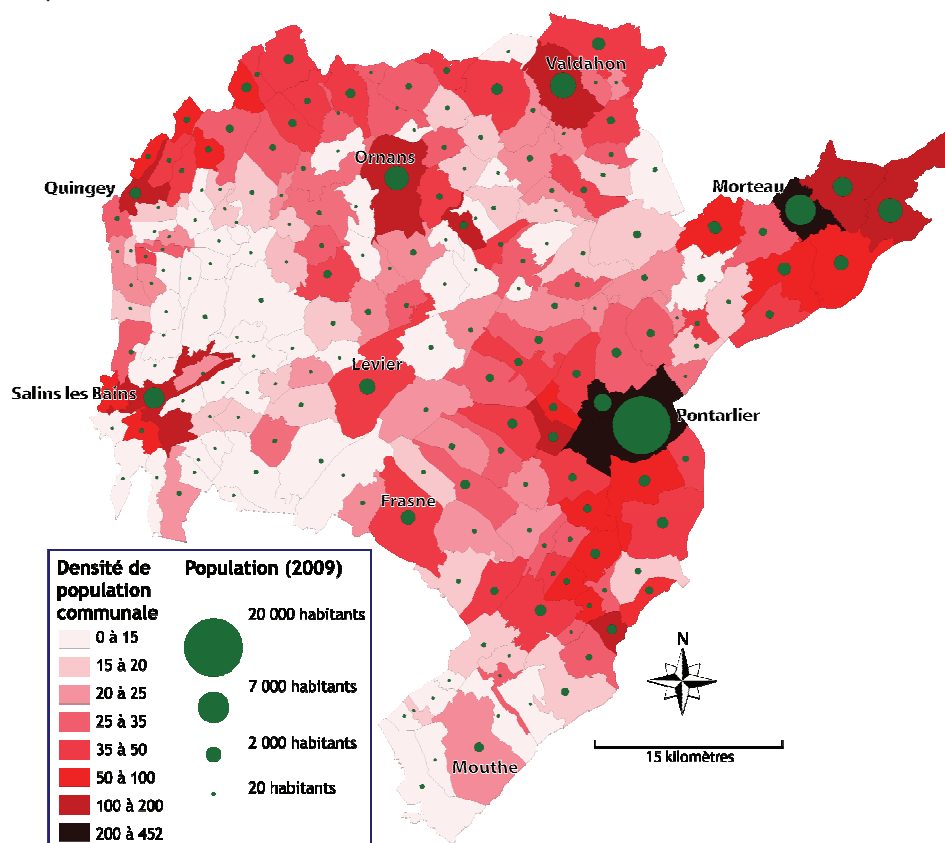 Valdahon
Ornans
Quingey
Morteau
Levier
Salins les Bains
Pontarlier
Frasne
Densité de
population
communale
0 à 15
15 à 20
20 à 25
25 à 35
35 à 50
50 à 100
100 à 200
200 à 452
Population (2009)
20 000 habitants
7 000 habitants
2 000 habitants
20 habitants
N
15 kilomètres
Mouthe